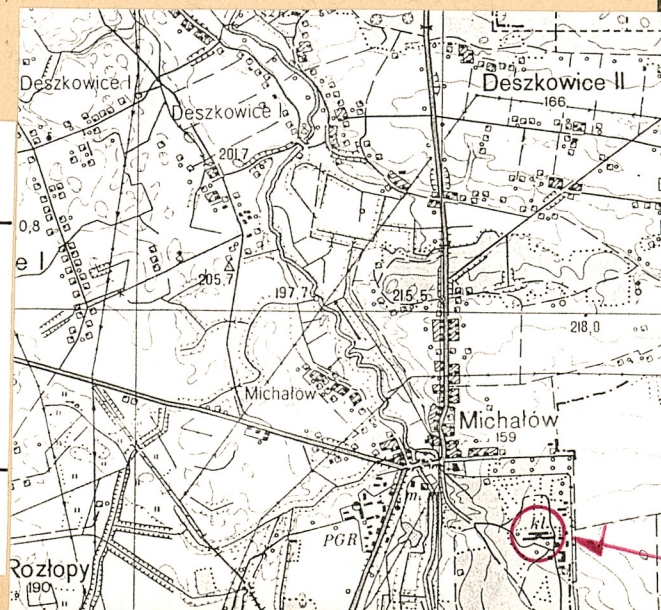 Deszkowice I
Deszkowice II
166
Deszkowice I
201,7
0,8
e I
205,7
197,7
215,5
218,0
Michałów
Michałów
159
m.
kl.
PGR
Rozłopy
190